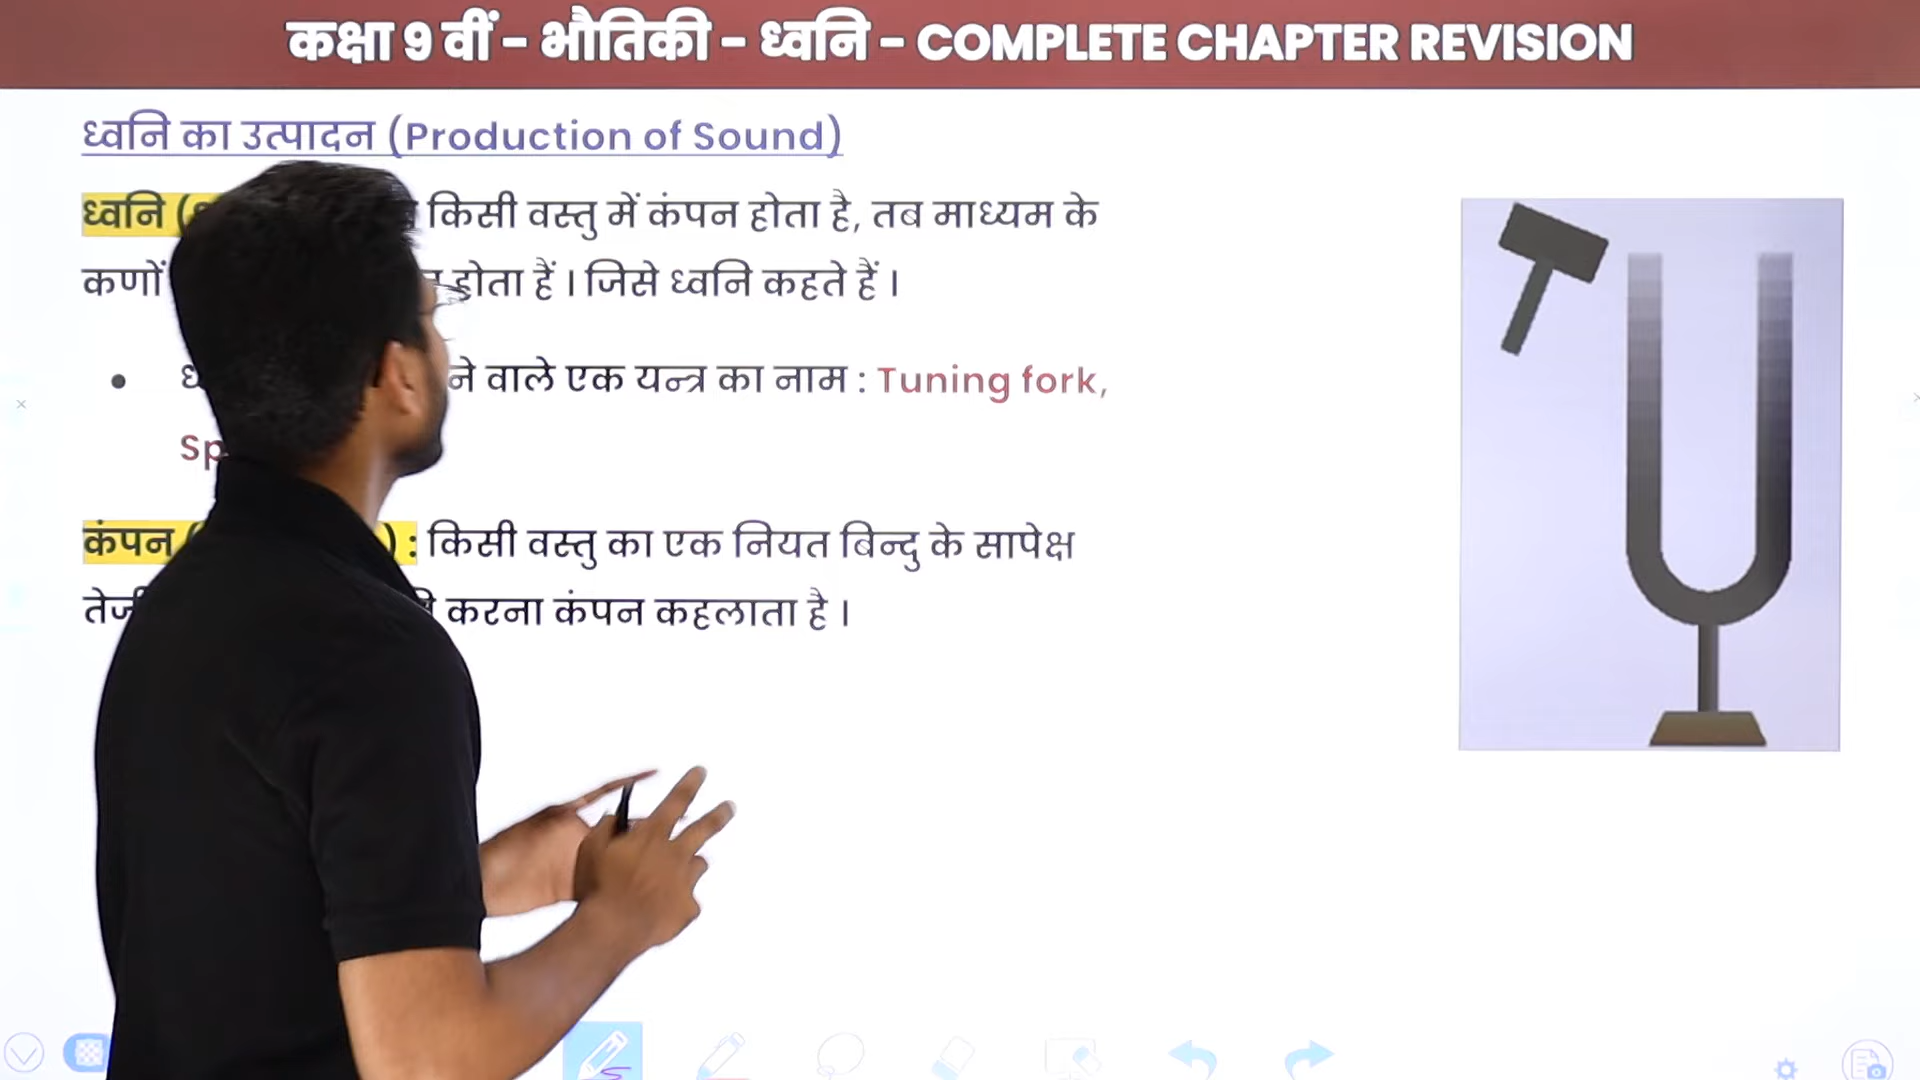 कक्षा 9 वीं - भौतिकी - ध्वनि - COMPLETE CHAPTER REVISION
ध्वनि का उत्पादन (Production of Sound)
ध्वनि ( किसी वस्तु में कंपन होता है, तब माध्यम के
कणों होता हैं । जिसे ध्वनि कहते हैं ।
वाले एक यन्त्र का नाम : Tuning fork,
कंपन ( ) : किसी वस्तु का एक नियत बिन्दु के सापेक्ष
करना कंपन कहलाता है ।